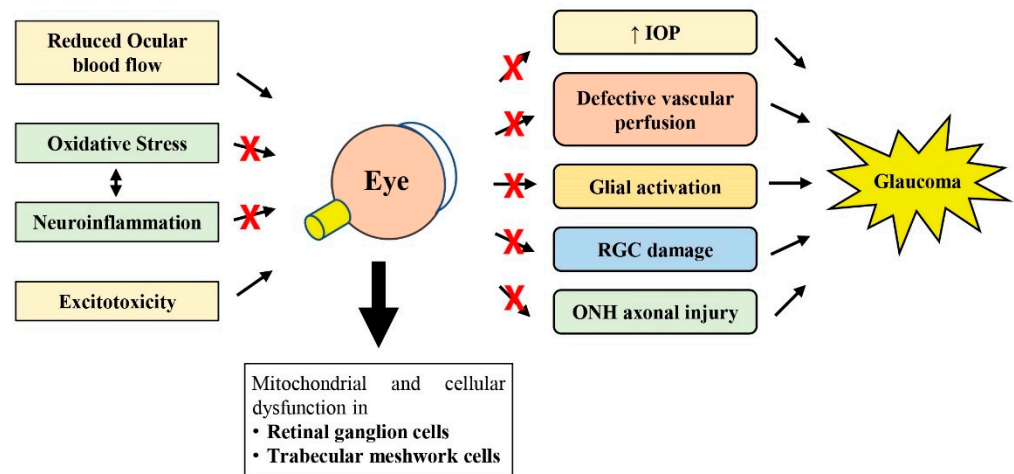 Reduced Ocular
blood flow
Oxidative Stress
Neuroinflammation
Excitotoxicity
Eye
Mitochondrial and cellular
dysfunction in
• Retinal ganglion cells
• Trabecular meshwork cells
X
X
X
X
X
X
X
↑ IOP
Defective vascular
perfusion
Glial activation
RGC damage
ONH axonal injury
Glaucoma